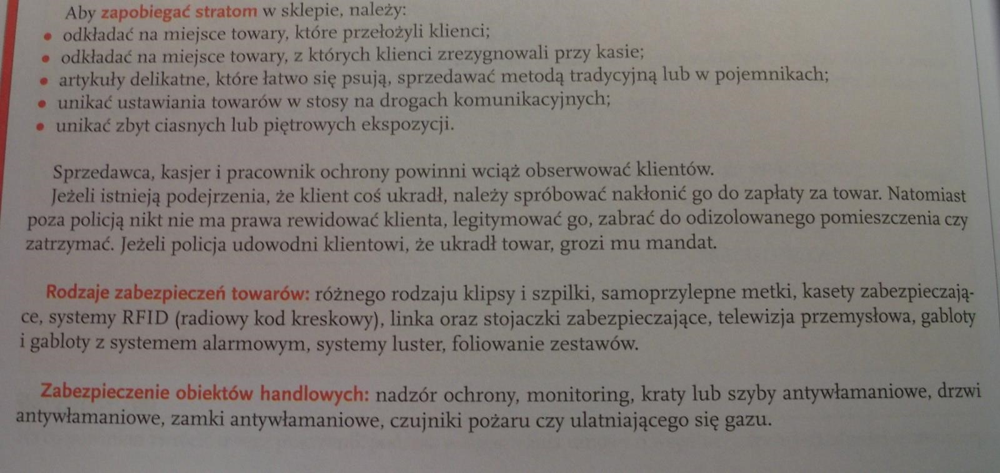 Aby zapobiegać stratom w sklepie, należy:
• odkładać na miejsce towary, które przełożyli klienci;
• odkładać na miejsce towary, z których klienci zrezygnowali przy kasie;
• artykuły delikatne, które łatwo się psują, sprzedawać metodą tradycyjną lub w pojemnikach;
• unikać ustawiania towarów w stosy na drogach komunikacyjnych;
• unikać zbyt ciasnych lub piętrowych ekspozycji.
Sprzedawca, kasjer i pracownik ochrony powinni wciąż obserwować klientów.
Jeżeli istnieją podejrzenia, że klient coś ukradł, należy spróbować nakłonić go do zapłaty za towar. Natomiast
poza policją nikt nie ma prawa rewidować klienta, legitymować go, zabrać do odizolowanego pomieszczenia czy
zatrzymać. Jeżeli policja udowodni klientowi, że ukradł towar, grozi mu mandat.
Rodzaje zabezpieczeń towarów: różnego rodzaju klipsy i szpilki, samoprzylepne metki, kasety zabezpieczają-
ce, systemy RFID (radiowy kod kreskowy), linka oraz stojaczki zabezpieczające, telewizja przemysłowa, gabloty
i gabloty z systemem alarmowym, systemy luster, foliowanie zestawów.
Zabezpieczenie obiektów handlowych: nadzór ochrony, monitoring, kraty lub szyby antywłamaniowe, drzwi
antywłamaniowe, zamki antywłamaniowe, czujniki pożaru czy ulatniającego się gazu.